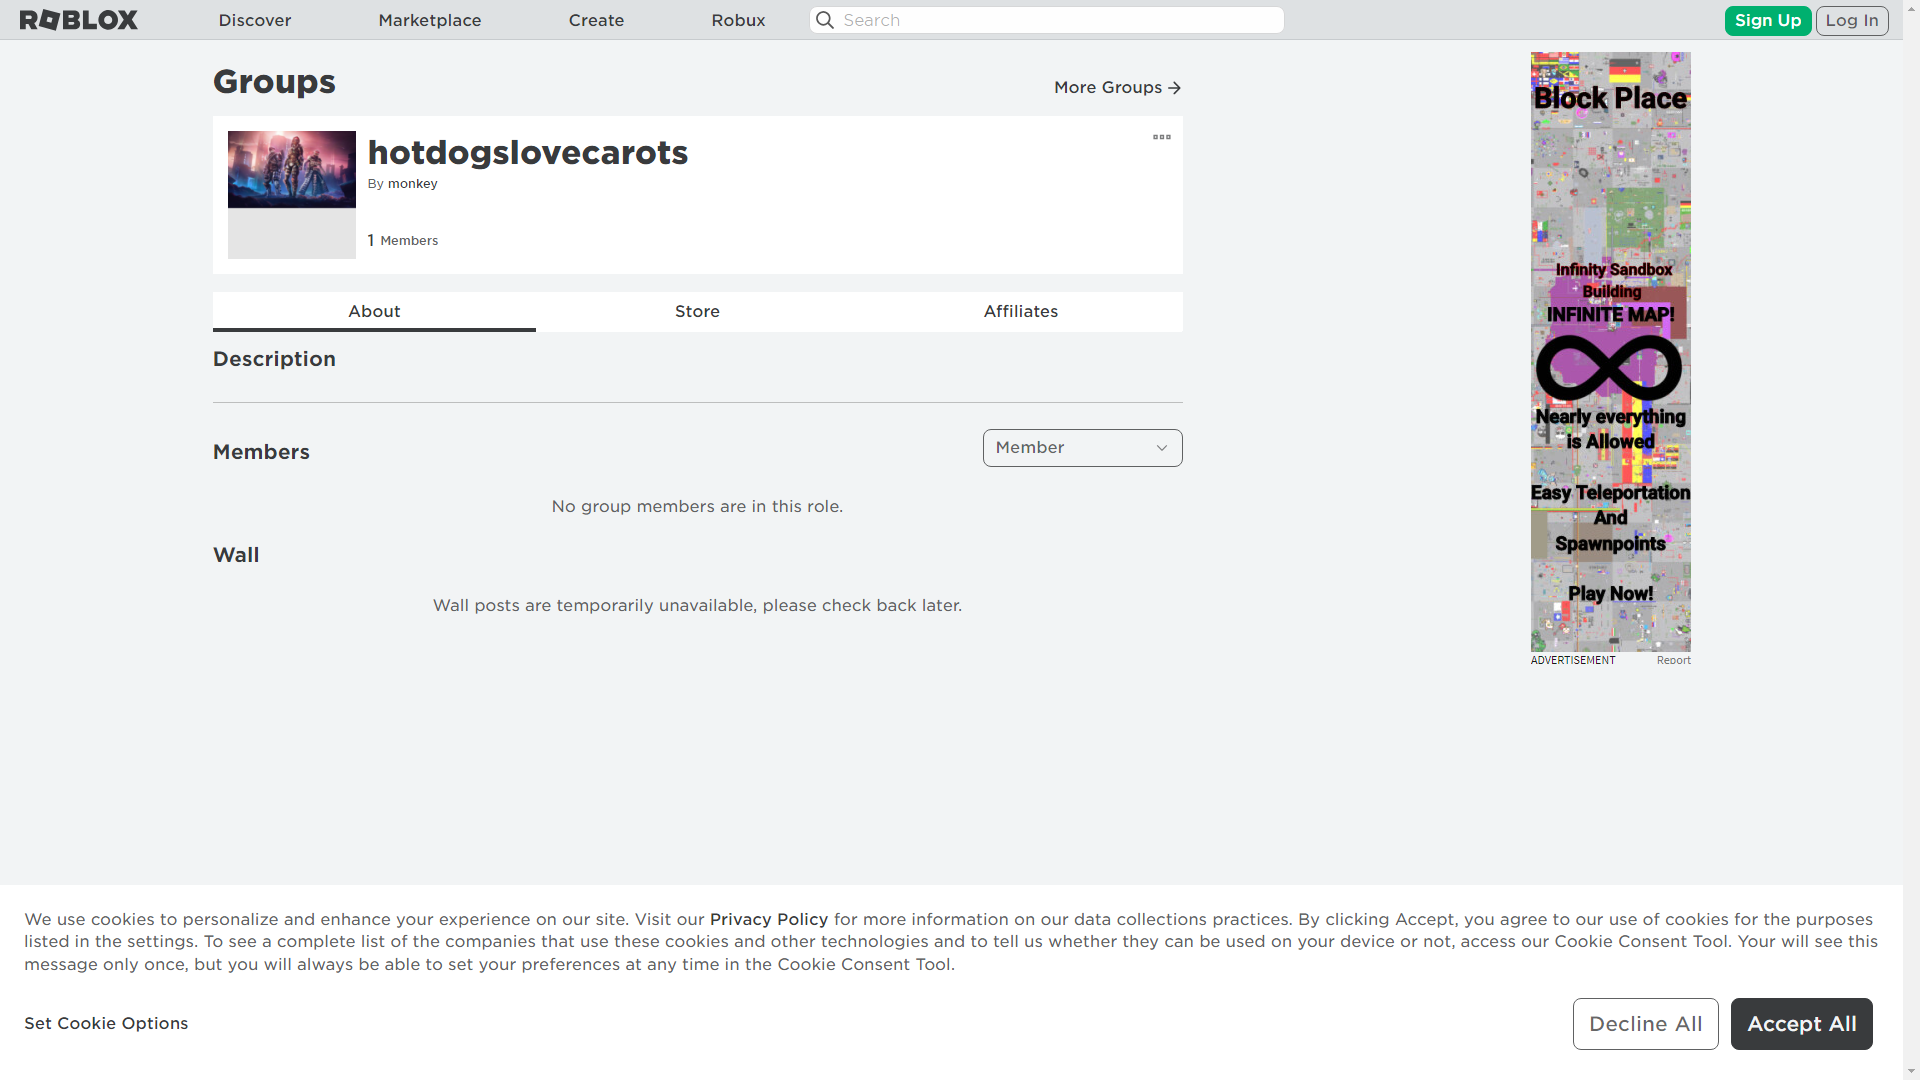 ROBLOX
Discover
Marketplace
Create
Robux
Search
Sign Up
Log In
Groups
More Groups
hotdogslovecarots
By monkey
1 Members
About
Store
Affiliates
Description
Members
Member
No group members are in this role.
Wall
Wall posts are temporarily unavailable, please check back later.
Block Place
Infinity Sandbox
Building
INFINITE MAP!
Nearly everything
is Allowed
Easy Teleportation
And
Spawnpoints
Play Now!
ADVERTISEMENT
Report
We use cookies to personalize and enhance your experience on our site. Visit our Privacy Policy for more information on our data collections practices. By clicking Accept, you agree to our use of cookies for the purposes
listed in the settings. To see a complete list of the companies that use these cookies and other technologies and to tell us whether they can be used on your device or not, access our Cookie Consent Tool. Your will see this
message only once, but you will always be able to set your preferences at any time in the Cookie Consent Tool.
Set Cookie Options
Decline All
Accept All